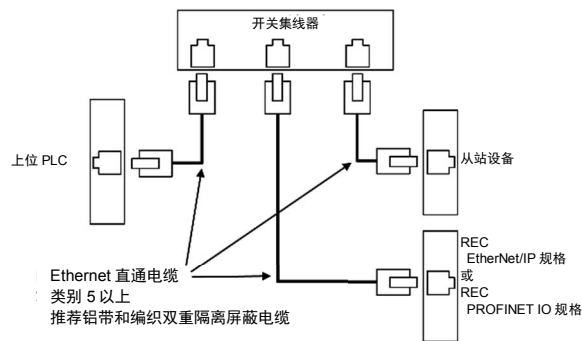 开关集线器
上位 PLC
从站设备
REC
EtherNet/IP 规格
或
REC
PROFINET IO 规格
Ethernet 直通电缆
类别 5 以上
推荐铝带和编织双重隔离屏蔽电缆